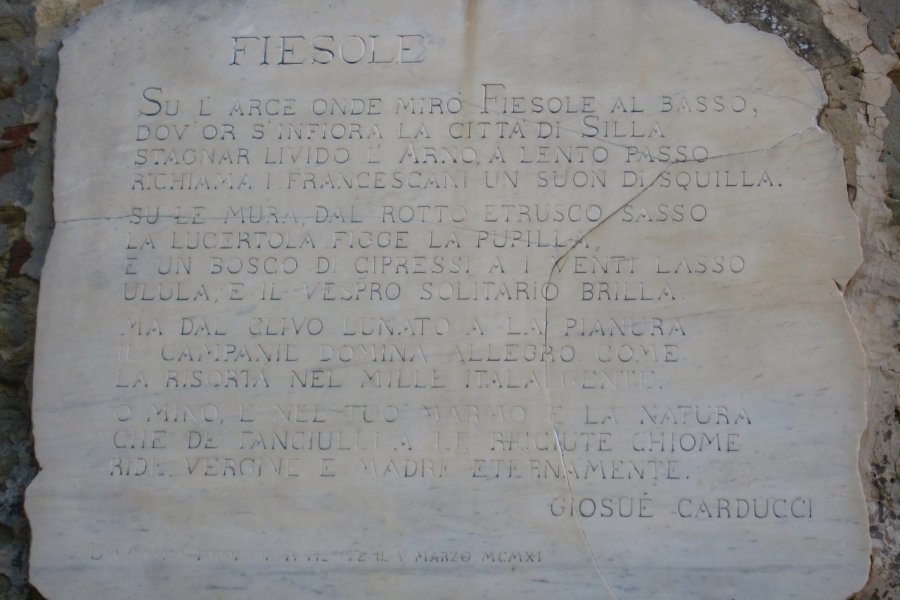 FIESOLE
SU L'ARCE ONDE MIRÒ FIESOLE AL BASSO,
DOV'OR S'INFIORA LA CITTÀ DI SILLA
STAGNAR LIVIDO L'ARNO, A LENTO PASSO
RICHIAMA I FRANCESCANI UN SUON DI SQUILLA.
SU LE MURA, DAL ROTTO ETRUSCO SASSO
LA LUCERTOLA FIGGE LA PUPILLA,
E UN BOSCO DI CIPRESSI A I VENTI LASSO
ULULA, E IL VESPRO SOLITARIO BRILLA.
MA DAL CLIVO LUNATO A LA PIANURA
IL CAMPANIL DOMINA ALLEGRO COME
LA RISORTA NEL MILLE ITALA GENTE.
O MINO, E NEL TUO MARMO È LA NATURA
CHE DE' FANCIULLI A LE RICCIUTE CHIOME
RIDE, VERGINE E MADRE ETERNAMENTE.
GIOSUÈ CARDUCCI
IL V MARZO MCMXI